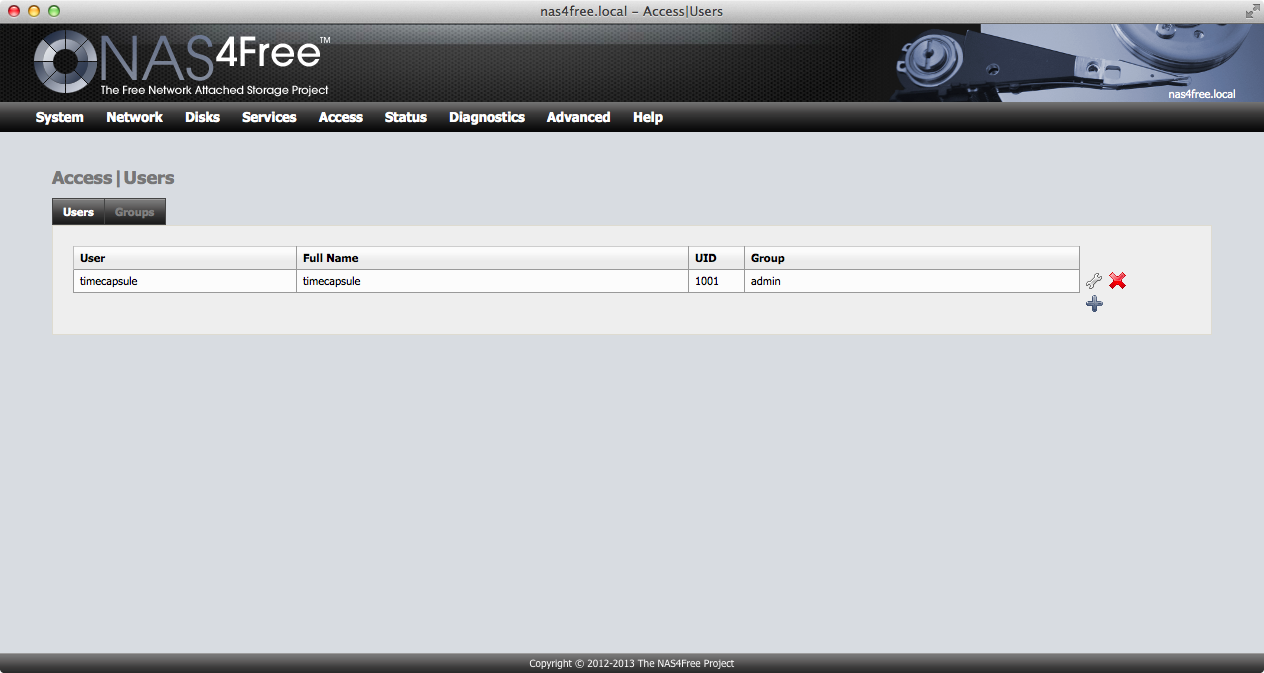 nas4free.local – Access|Users
NAS4Free™
The Free Network Attached Storage Project
nas4free.local
System Network Disks Services Access Status Diagnostics Advanced Help
Access|Users
Users Groups
User Full Name UID Group
timecapsule timecapsule 1001 admin
Copyright © 2012-2013 The NAS4Free Project